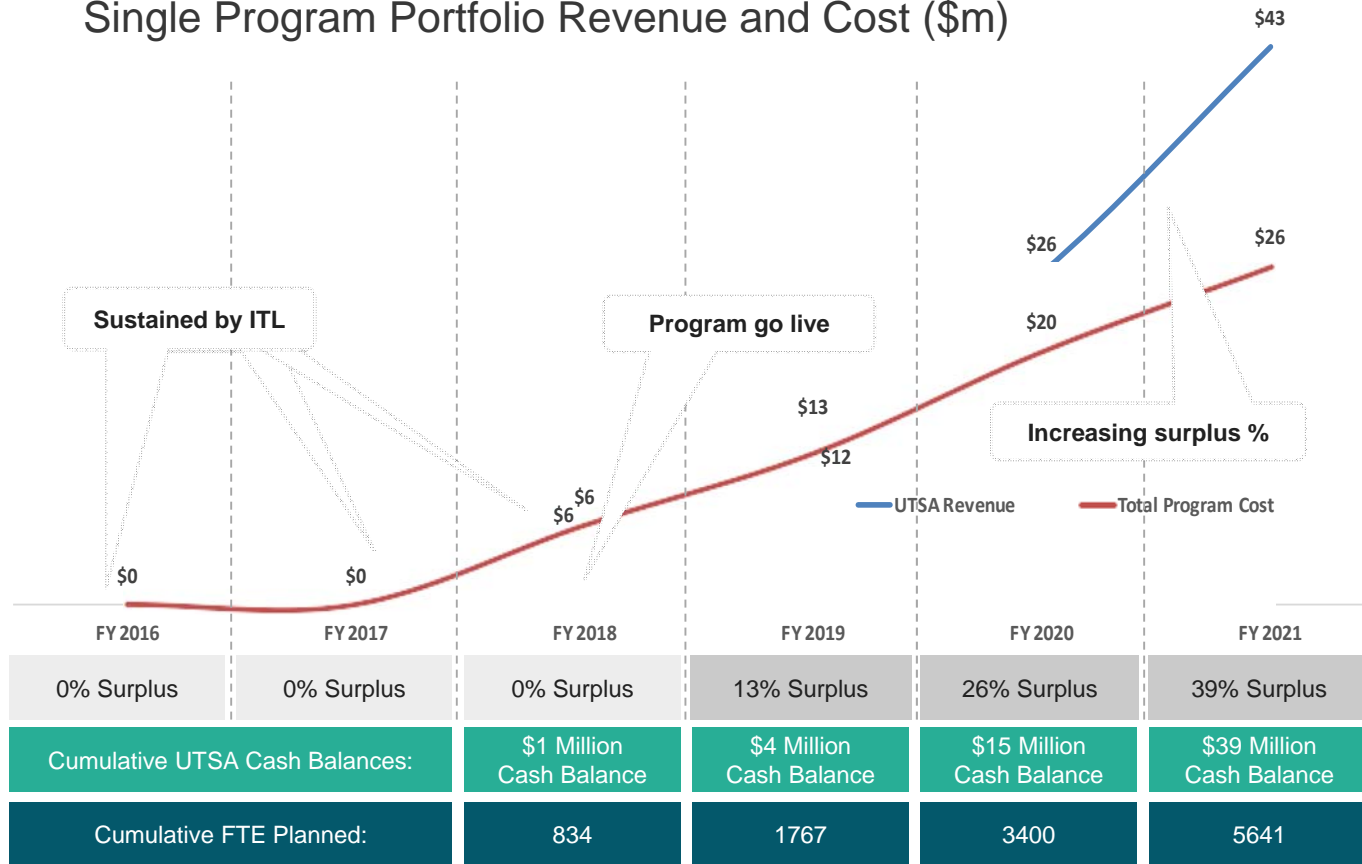 Single Program Portfolio Revenue and Cost ($m)
$43
$26
$26
Sustained by ITL
Program go live
$20
$13
$12
Increasing surplus %
UTSA Revenue
Total Program Cost
$6
$6
$0
$0
FY 2016
FY 2017
FY 2018
FY 2019
FY 2020
FY 2021
0% Surplus
0% Surplus
0% Surplus
13% Surplus
26% Surplus
39% Surplus
Cumulative UTSA Cash Balances:
$1 Million
Cash Balance
$4 Million
Cash Balance
$15 Million
Cash Balance
$39 Million
Cash Balance
Cumulative FTE Planned:
834
1767
3400
5641